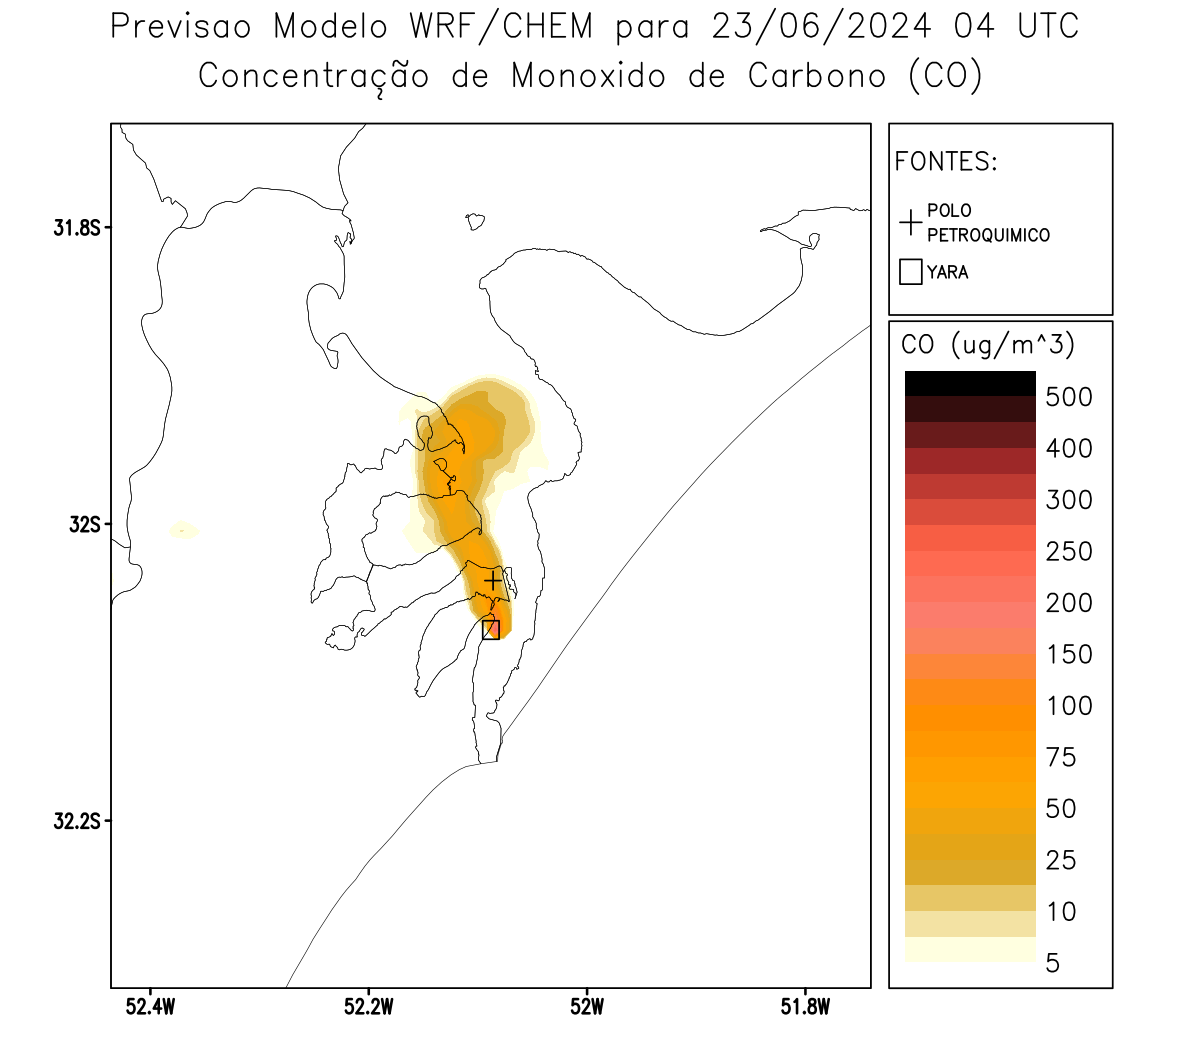 Previsao Modelo WRF/CHEM para 23/06/2024 04 UTC
Concentração de Monoxido de Carbono (CO)
FONTES:
POLO
PETROQUIMICO
YARA
CO (ug/m^3)
500
400
300
250
200
150
100
75
50
25
10
5
31.8S
32S
32.2S
52.4W
52.2W
52W
51.8W